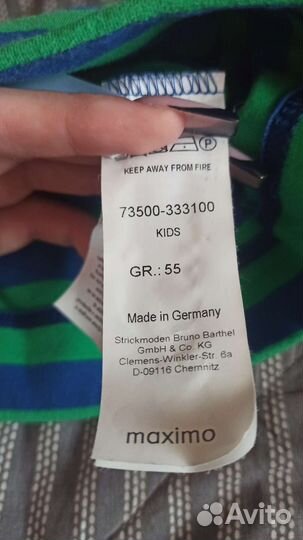 P
KEEP AWAY FROM FIRE
73500-333100
KIDS
GR.: 55
Made in Germany
Strickmoden Bruno Barthel
GmbH & Co. KG
Clemens-Winkler-Str. 6a
D-09116 Chemnitz
maximo
Avito